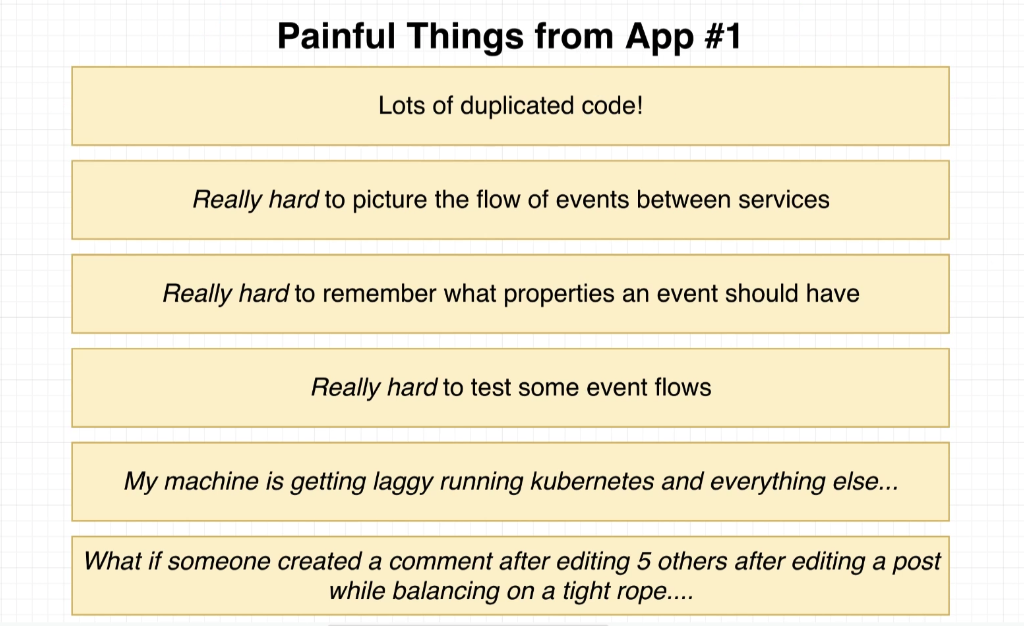 Painful Things from App #1
Lots of duplicated code!
Really hard to picture the flow of events between services
Really hard to remember what properties an event should have
Really hard to test some event flows
My machine is getting laggy running kubernetes and everything else...
What if someone created a comment after editing 5 others after editing a post
while balancing on a tight rope....